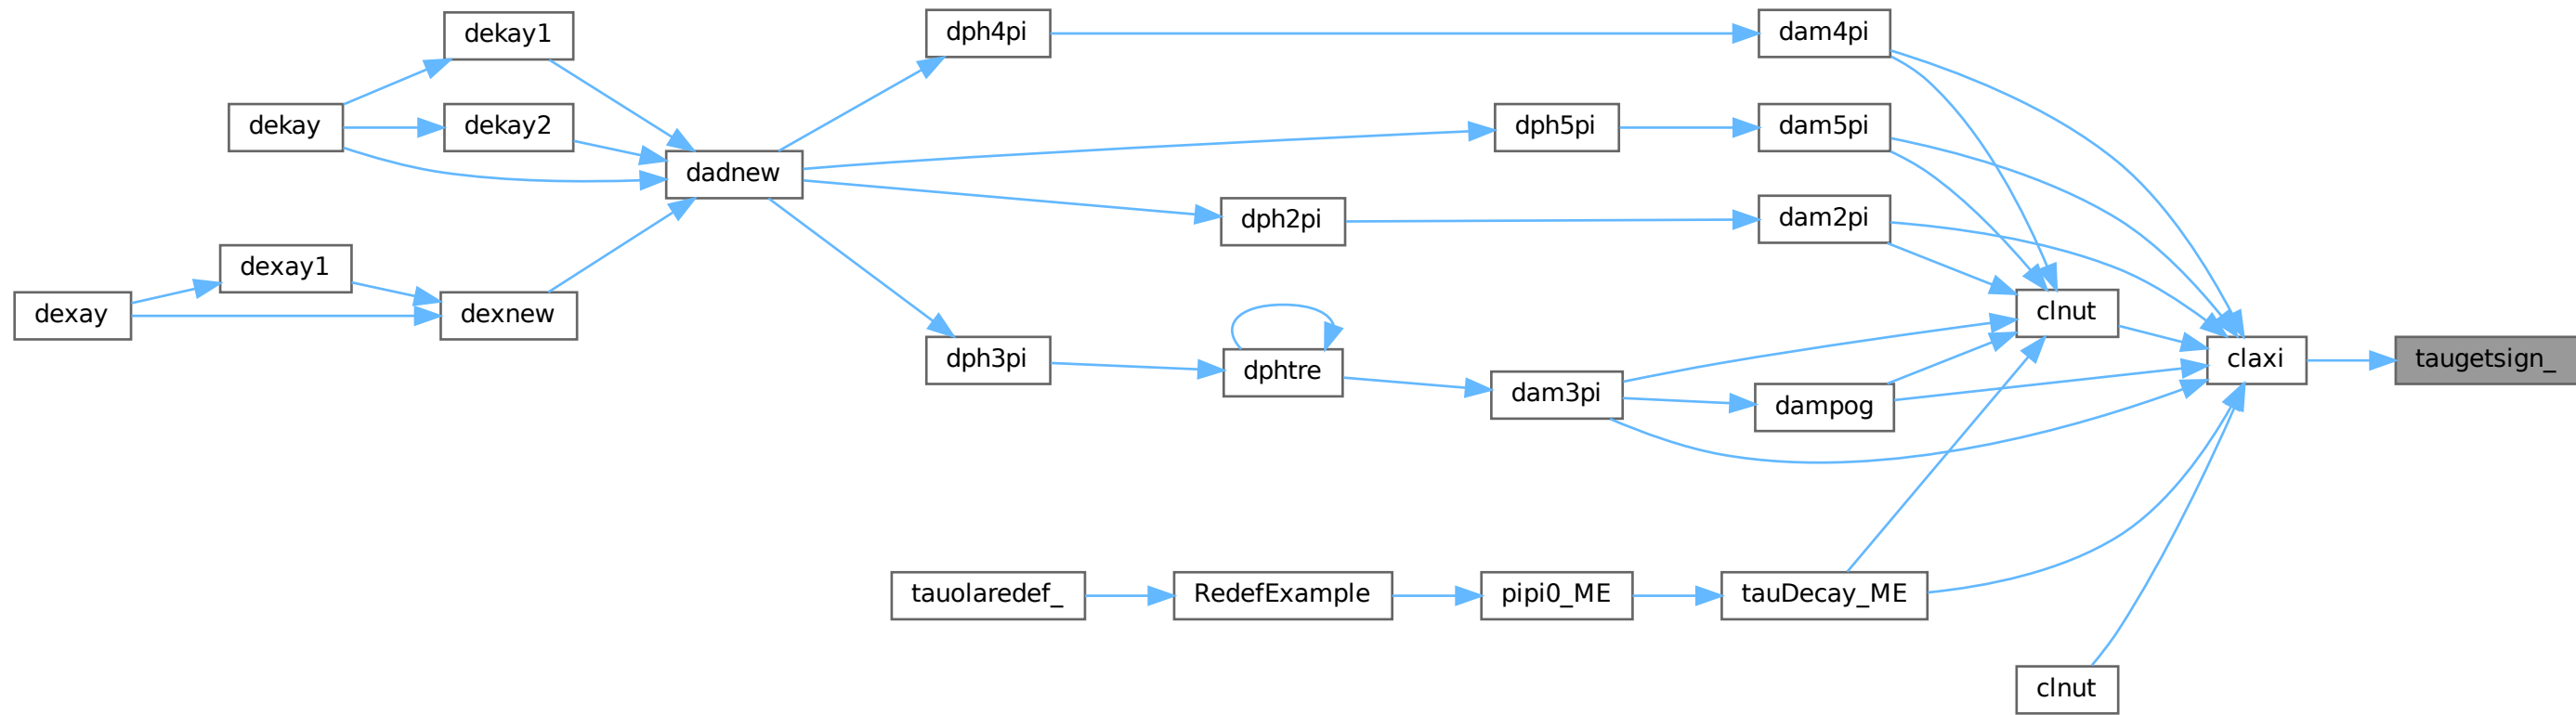 dekay1
dph4pi
dam4pi
dekay
dekay2
dph5pi
dam5pi
dadnew
dph2pi
dam2pi
dexay1
dexay
dexnew
clnut
dph3pi
dphtre
claxi
taugetsign_
dam3pi
dampog
tauolaredef_
RedefExample
pipi0_ME
tauDecay_ME
clnut